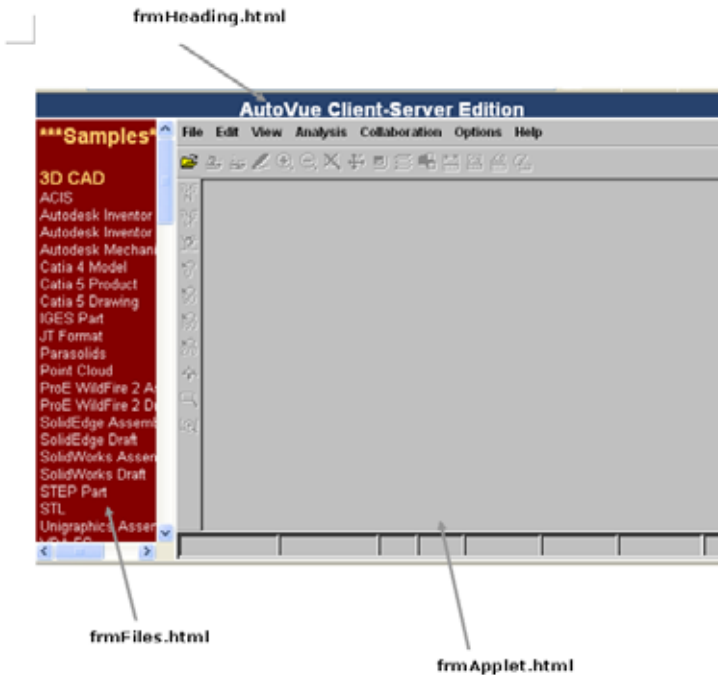 frmHeading.html
AutoVue Client-Server Edition
***Samples*
File Edit View Analysis Collaboration Options Help
3D CAD
ACIS
Autodesk Inventor
Autodesk Inventor
Autodesk Mechani
Catia 4 Model
Catia 5 Product
Catia 5 Drawing
IGES Part
JT Format
Parasolids
Point Cloud
ProE WildFire 2 A
ProE WildFire 2 D
SolidEdge Assemb
SolidEdge Draft
SolidWorks Assem
SolidWorks Draft
STEP Part
STL
Unigraphics Assem
frmFiles.html
frmApplet.html